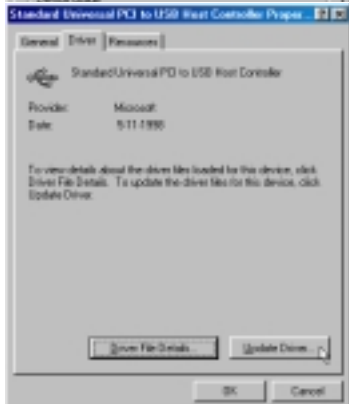 Standard Universal PCI to USB Host Controller Proper...
General Driver Resources
Standard Universal PCI to USB Host Controller
Provider: Microsoft
Date: 5-11-1998
To view details about the driver files loaded for this device, click
Driver File Details. To update the driver files for this device, click
Update Driver.
Driver File Details... Update Driver...
OK Cancel